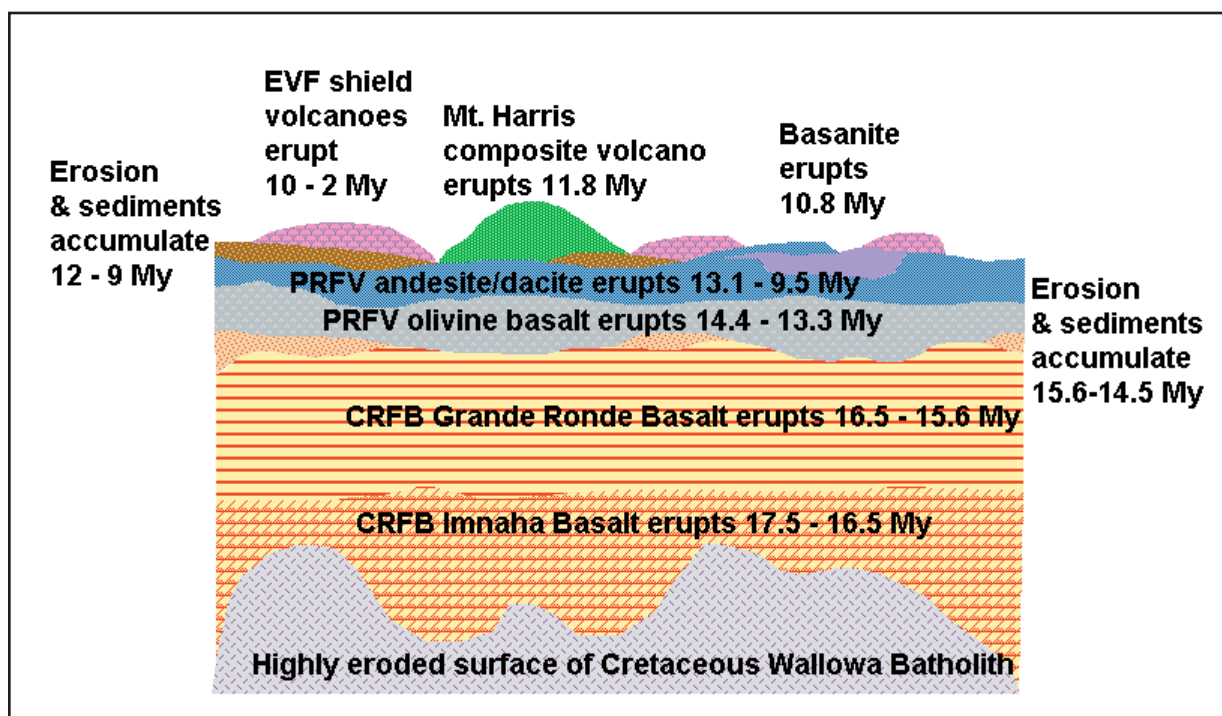 EVF shield
volcanoes
erupt
10 - 2 My
Mt. Harris
composite volcano
erupts 11.8 My
Basanite
erupts
10.8 My
Erosion
& sediments
accumulate
12 - 9 My
PRFV andesite/dacite erupts 13.1 - 9.5 My
PRFV olivine basalt erupts 14.4 - 13.3 My
Erosion
& sediments
accumulate
15.6-14.5 My
CRFB Grande Ronde Basalt erupts 16.5 - 15.6 My
CRFB Imnaha Basalt erupts 17.5 - 16.5 My
Highly eroded surface of Cretaceous Wallowa Batholith